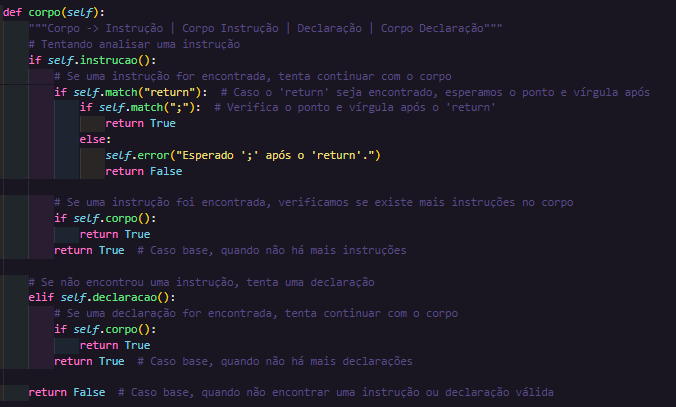 def corpo(self):
"""Corpo -> Instrução | Corpo Instrução | Declaração | Corpo Declaração"""
# Tentando analisar uma instrução
if self.instrucao():
# Se uma instrução for encontrada, tenta continuar com o corpo
if self.match("return"):  # Caso o 'return' seja encontrado, esperamos o ponto e vírgula após
if self.match(";"):  # Verifica o ponto e vírgula após o 'return'
return True
else:
self.error("Esperado ';' após o 'return'.")
return False
# Se uma instrução foi encontrada, verificamos se existe mais instruções no corpo
if self.corpo():
return True
return True  # Caso base, quando não há mais instruções
# Se não encontrou uma instrução, tenta uma declaração
elif self.declaracao():
# Se uma declaração for encontrada, tenta continuar com o corpo
if self.corpo():
return True
return True  # Caso base, quando não há mais declarações
return False  # Caso base, quando não encontrar uma instrução ou declaração válida